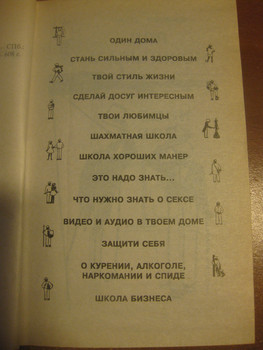 СПб.
ОДИН ДОМА
СТАНЬ СИЛЬНЫМ И ЗДОРОВЫМ
ТВОЙ СТИЛЬ ЖИЗНИ
СДЕЛАЙ ДОСУГ ИНТЕРЕСНЫМ
ТВОИ ЛЮБИМЦЫ
ШАХМАТНАЯ ШКОЛА
ШКОЛА ХОРОШИХ МАНЕР
ЭТО НАДО ЗНАТЬ...
ЧТО НУЖНО ЗНАТЬ О СЕКСЕ
ВИДЕО И АУДИО В ТВОЕМ ДОМЕ
ЗАЩИТИ СЕБЯ
О КУРЕНИИ, АЛКОГОЛЕ,
НАРКОМАНИИ И СПИДЕ
ШКОЛА БИЗНЕСА